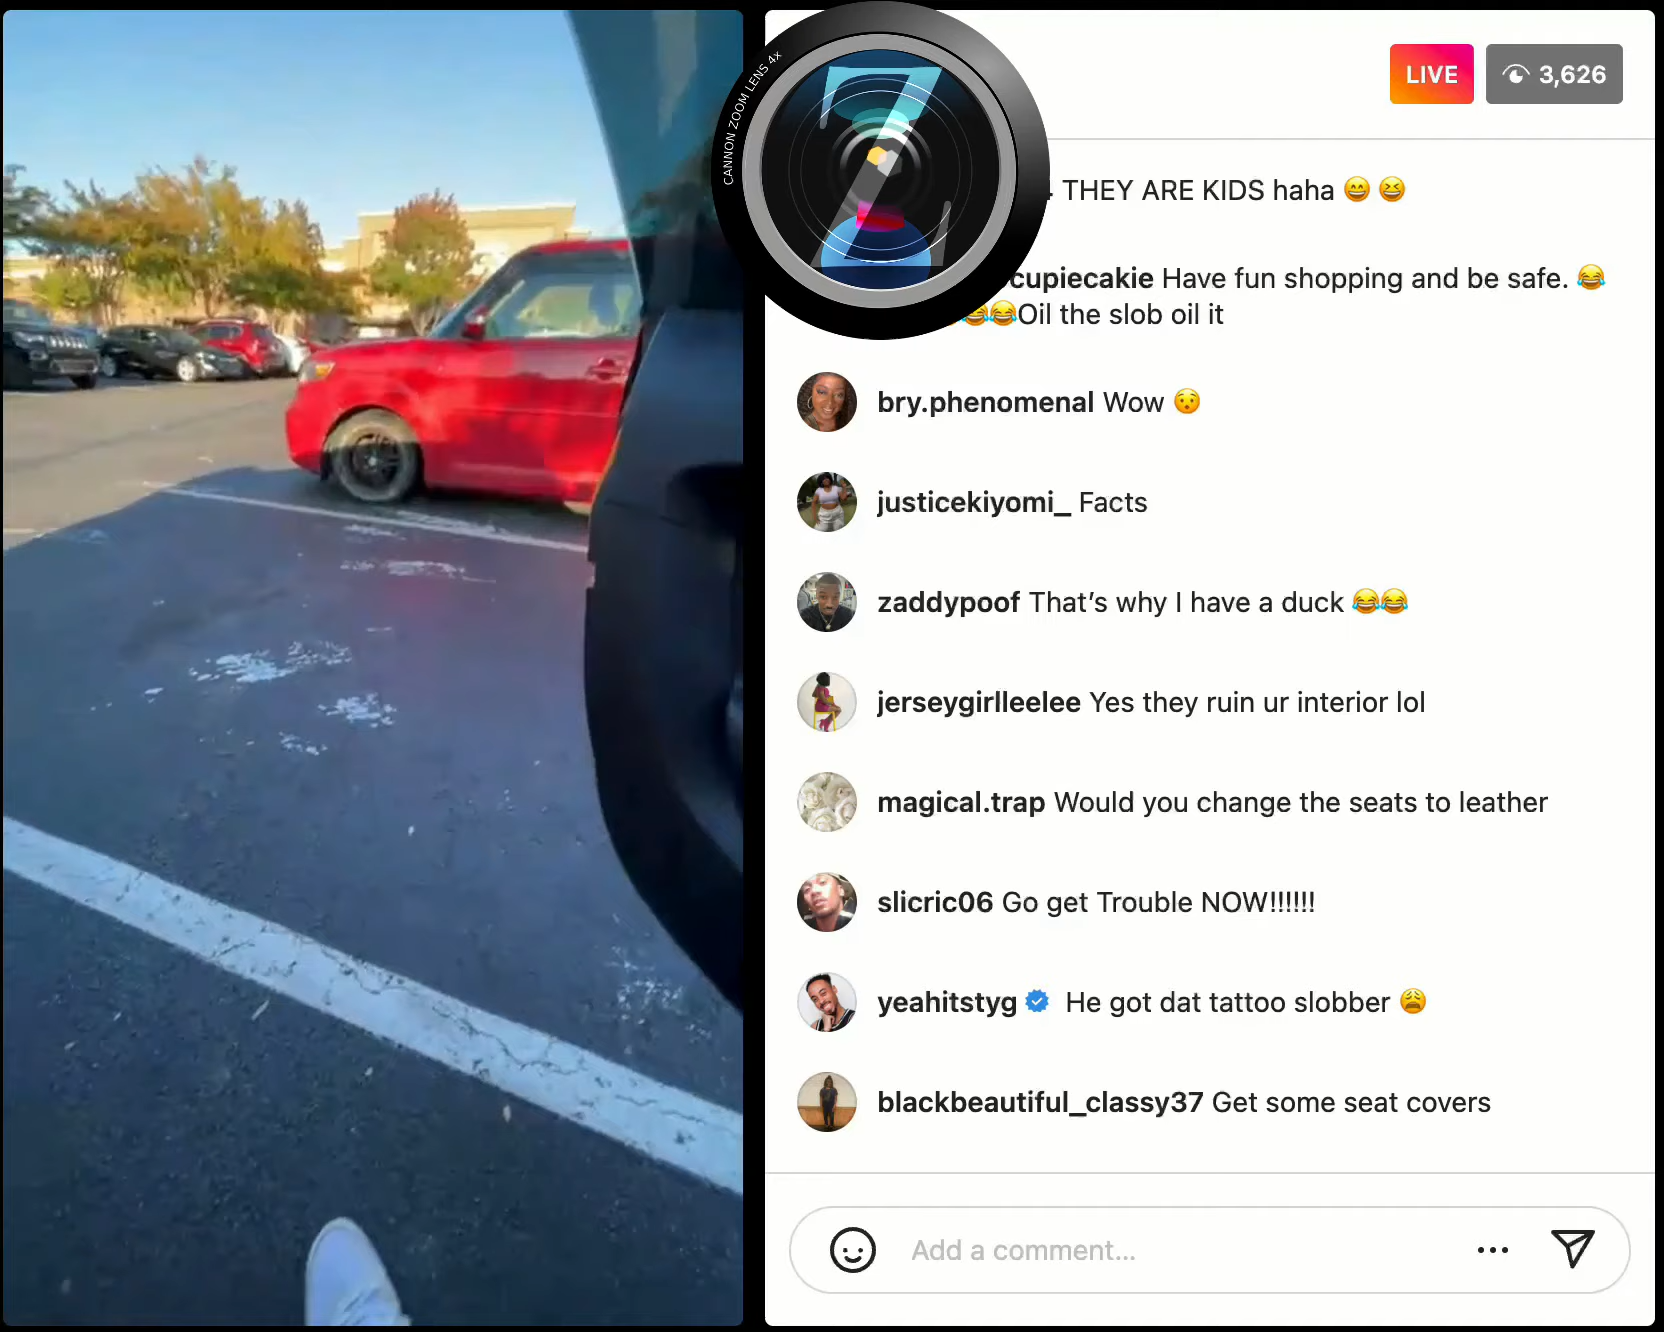 CANNON ZOOM LENS 4x
Z
LIVE 3,626
THEY ARE KIDS haha 😄 😆
cupiecakie Have fun shopping and be safe. 😂
😂😂Oil the slob oil it
bry.phenomenal Wow 😯
justicekiyomi_ Facts
zaddypoof That’s why I have a duck 😂😂
jerseygirlleelee Yes they ruin ur interior lol
magical.trap Would you change the seats to leather
slicric06 Go get Trouble NOW!!!!!!
yeahitstyg He got dat tattoo slobber 😩
blackbeautiful_classy37 Get some seat covers
Add a comment...